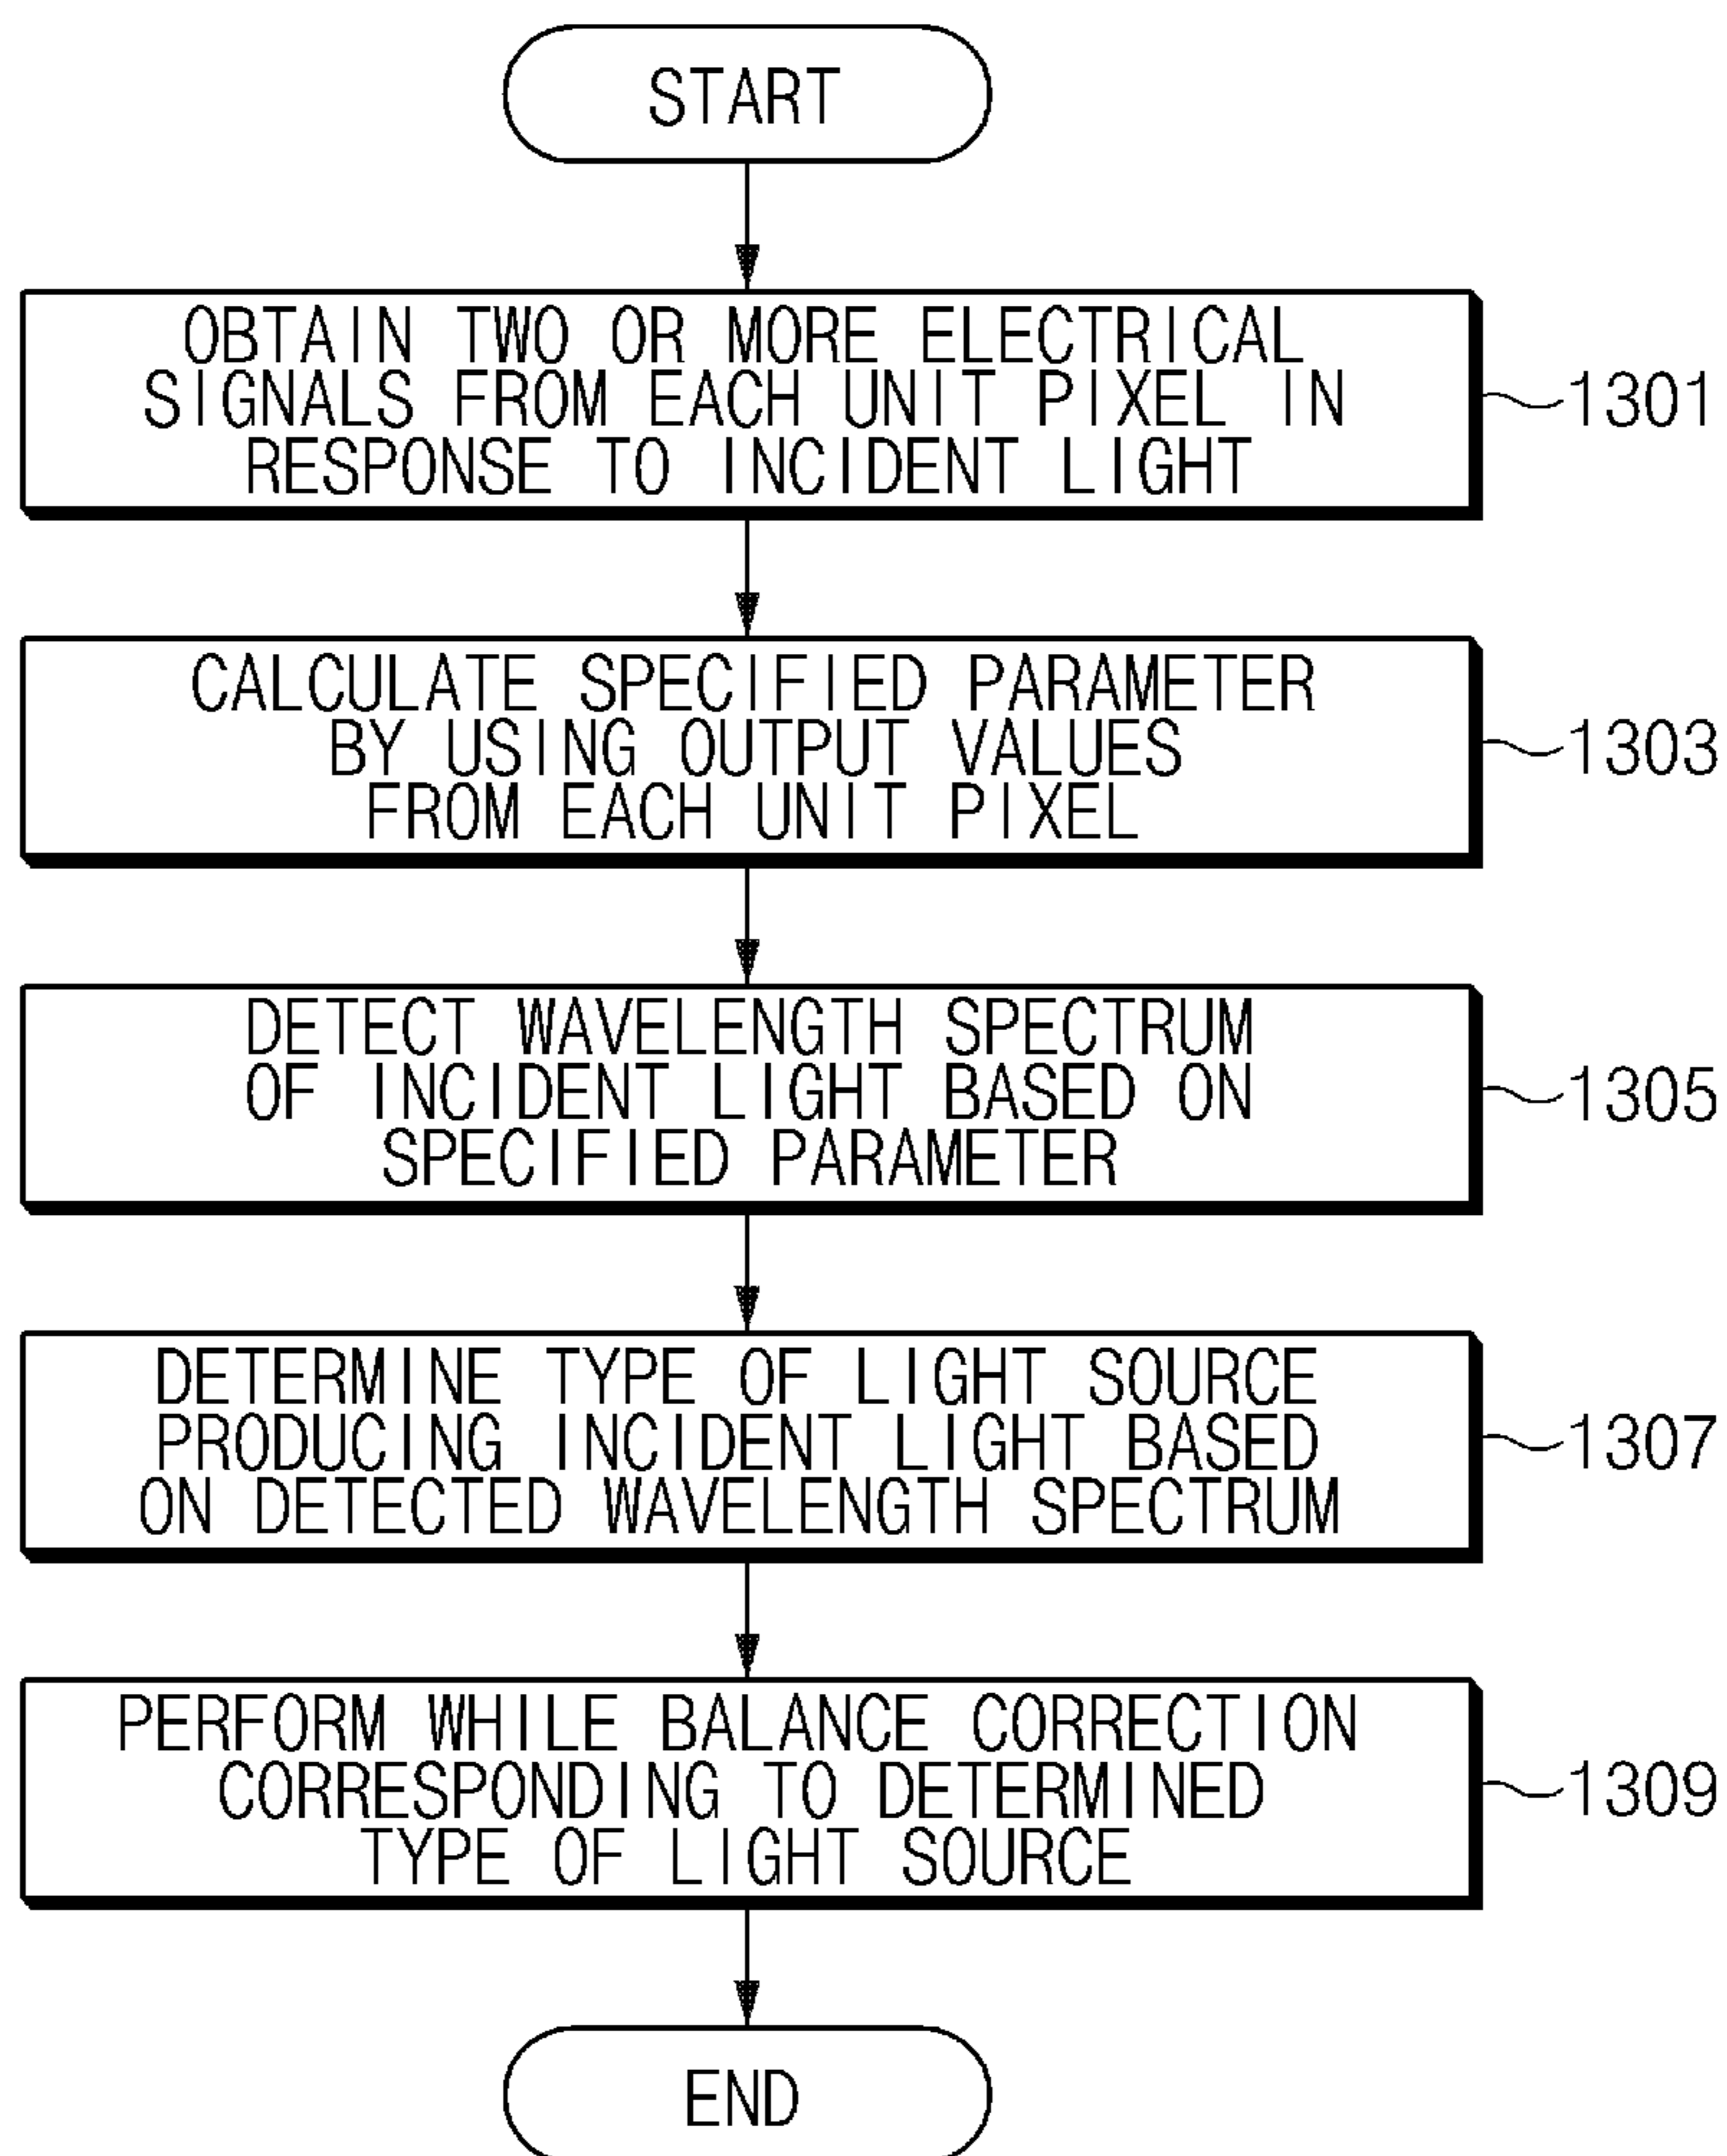 START
OBTAIN TWO OR MORE ELECTRICAL
SIGNALS FROM EACH UNIT PIXEL IN
RESPONSE TO INCIDENT LIGHT
1301
CALCULATE SPECIFIED PARAMETER
BY USING OUTPUT VALUES
FROM EACH UNIT PIXEL
1303
DETECT WAVELENGTH SPECTRUM
OF INCIDENT LIGHT BASED ON
SPECIFIED PARAMETER
1305
DETERMINE TYPE OF LIGHT SOURCE
PRODUCING INCIDENT LIGHT BASED
ON DETECTED WAVELENGTH SPECTRUM
1307
PERFORM WHILE BALANCE CORRECTION
CORRESPONDING TO DETERMINED
TYPE OF LIGHT SOURCE
1309
END